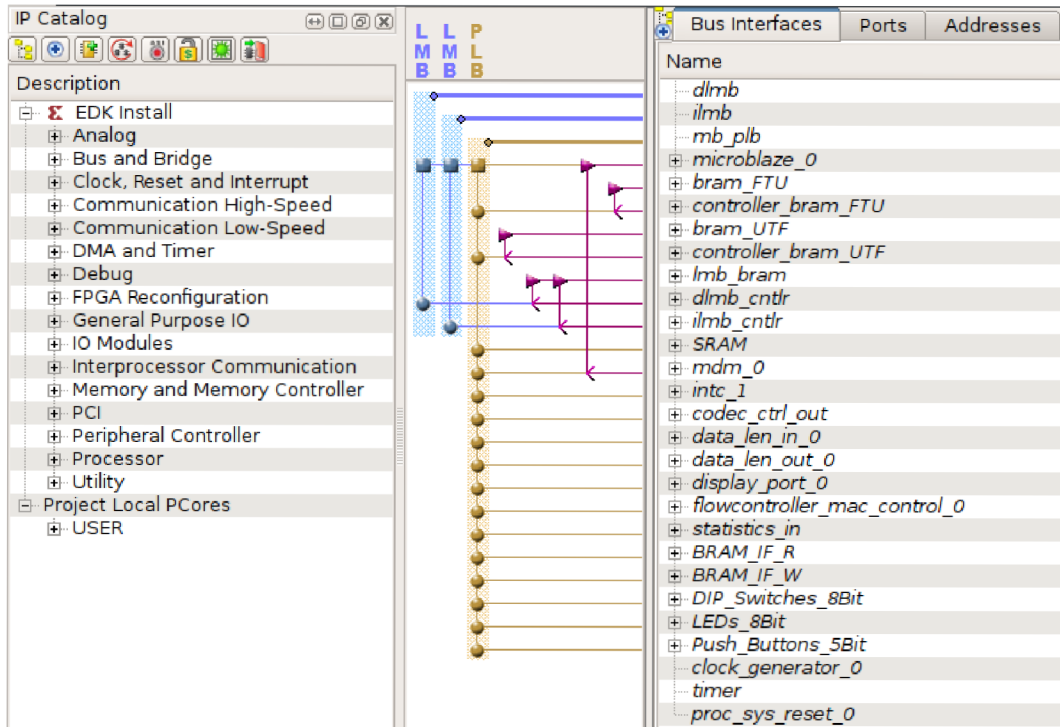 IP Catalog
Description
EDK Install
Analog
Bus and Bridge
Clock, Reset and Interrupt
Communication High-Speed
Communication Low-Speed
DMA and Timer
Debug
FPGA Reconfiguration
General Purpose IO
IO Modules
Interprocessor Communication
Memory and Memory Controller
PCI
Peripheral Controller
Processor
Utility
Project Local PCores
USER
L L P
M M L
B B B
Bus Interfaces Ports Addresses
Name
dlmb
ilmb
mb_plb
microblaze_0
bram_FTU
controller_bram_FTU
bram_UTF
controller_bram_UTF
lmb_bram
dlmb_cntlr
ilmb_cntlr
SRAM
mdm_0
intc_1
codec_ctrl_out
data_len_in_0
data_len_out_0
display_port_0
flowcontroller_mac_control_0
statistics_in
BRAM_IF_R
BRAM_IF_W
DIP_Switches_8Bit
LEDs_8Bit
Push_Buttons_5Bit
clock_generator_0
timer
proc_sys_reset_0